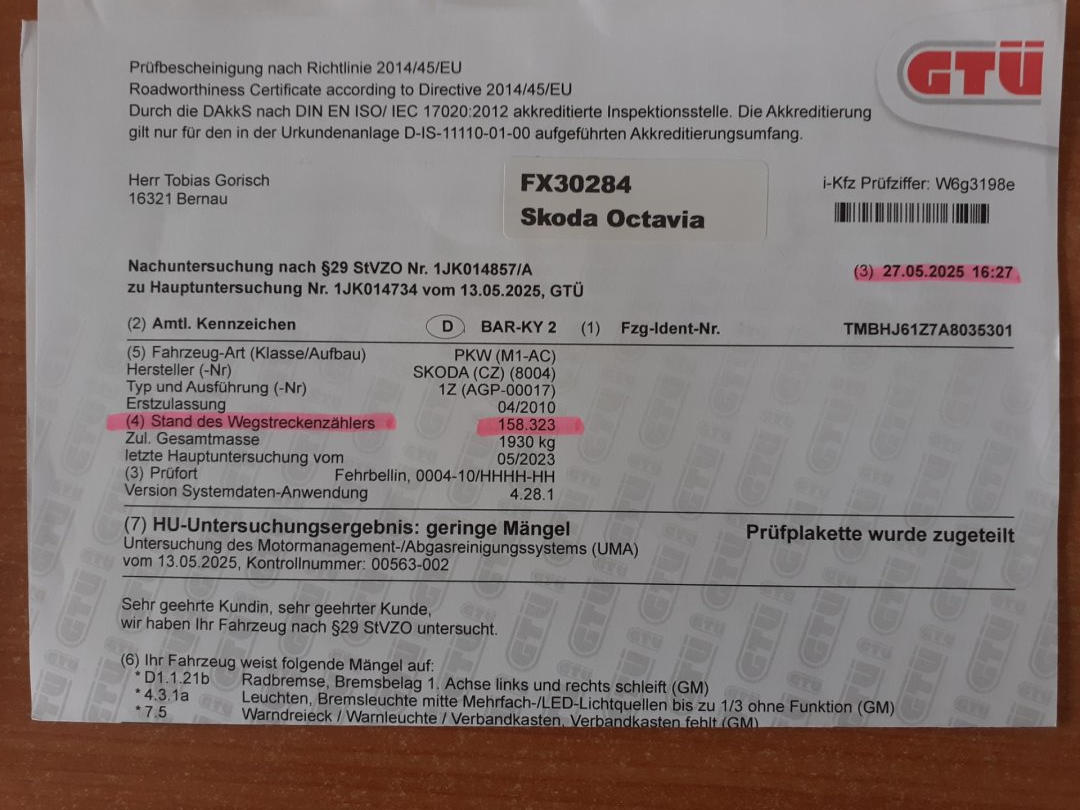 GTÜ
Prüfbescheinigung nach Richtlinie 2014/45/EU
Roadworthiness Certificate according to Directive 2014/45/EU
Durch die DAkkS nach DIN EN ISO/ IEC 17020:2012 akkreditierte Inspektionsstelle. Die Akkreditierung
gilt nur für den in der Urkundenanlage D-IS-11110-01-00 aufgeführten Akkreditierungsumfang.
Herr Tobias Gorisch
16321 Bernau
FX30284
Skoda Octavia
i-Kfz Prüfziffer: W6g3198e
Nachuntersuchung nach §29 StVZO Nr. 1JK014857/A (3) 27.05.2025 16:27
zu Hauptuntersuchung Nr. 1JK014734 vom 13.05.2025, GTÜ
(2) Amtl. Kennzeichen D BAR-KY 2 (1) Fzg-Ident-Nr. TMBHJ61Z7A8035301
(5) Fahrzeug-Art (Klasse/Aufbau) PKW (M1-AC)
Hersteller (-Nr) SKODA (CZ) (8004)
Typ und Ausführung (-Nr) 1Z (AGP-00017)
Erstzulassung 04/2010
(4) Stand des Wegstreckenzählers 158.323
Zul. Gesamtmasse 1930 kg
letzte Hauptuntersuchung vom 05/2023
(3) Prüfort Fehrbellin, 0004-10/HHHH-HH
Version Systemdaten-Anwendung 4.28.1
(7) HU-Untersuchungsergebnis: geringe Mängel Prüfplakette wurde zugeteilt
Untersuchung des Motormanagement-/Abgasreinigungssystems (UMA)
vom 13.05.2025, Kontrollnummer: 00563-002
Sehr geehrte Kundin, sehr geehrter Kunde,
wir haben Ihr Fahrzeug nach §29 StVZO untersucht.
(6) Ihr Fahrzeug weist folgende Mängel auf:
* D1.1.21b Radbremse, Bremsbelag 1. Achse links und rechts schleift (GM)
* 4.3.1a Leuchten, Bremsleuchte mitte Mehrfach-/LED-Lichtquellen bis zu 1/3 ohne Funktion (GM)
* 7.5 Warndreieck / Warnleuchte / Verbandkasten, Verbandkasten fehlt (GM)